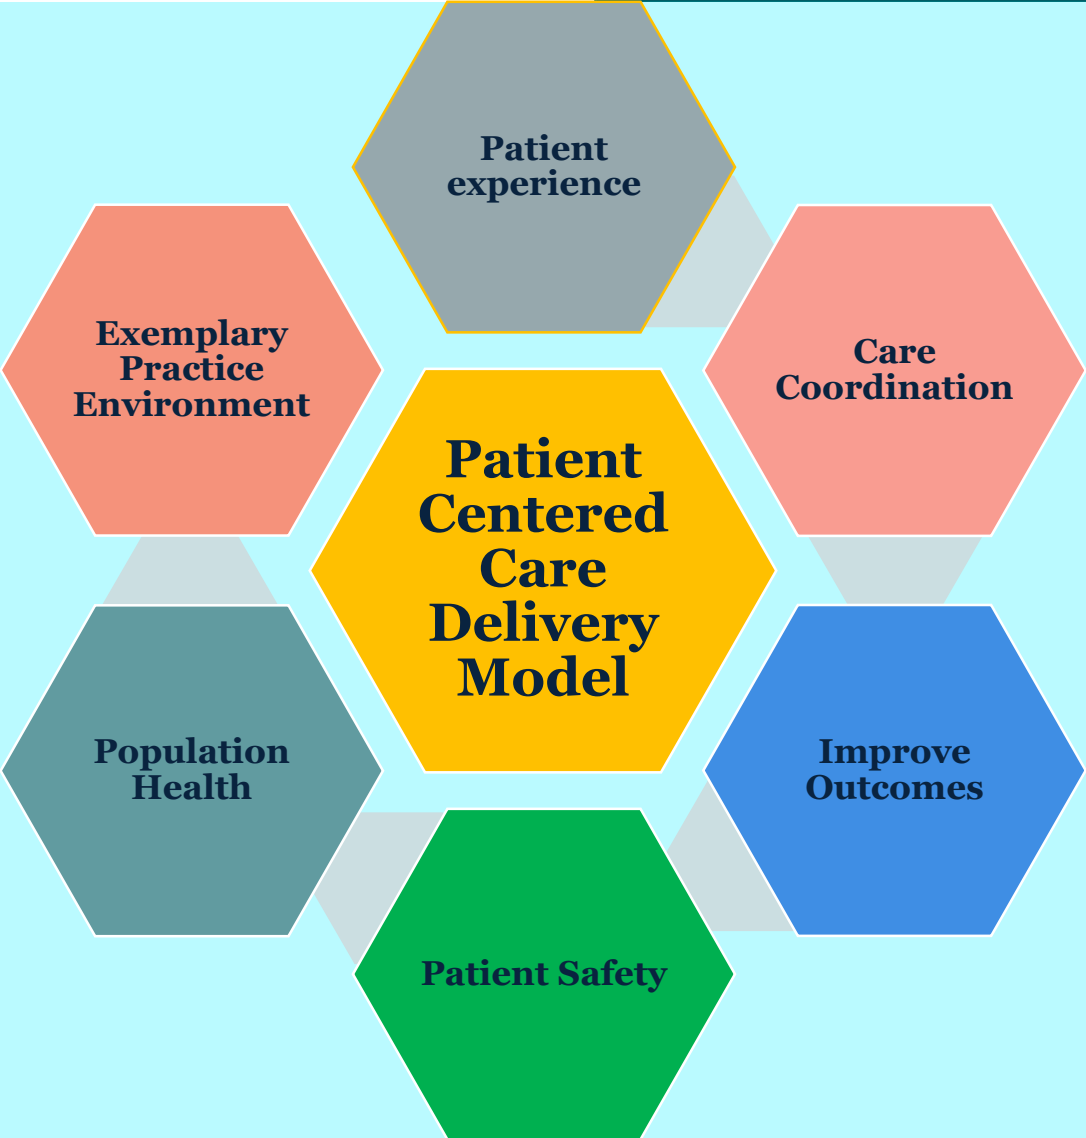 Patient
experience
Exemplary
Practice
Environment
Care
Coordination
Patient
Centered
Care
Delivery
Model
Population
Health
Improve
Outcomes
Patient Safety